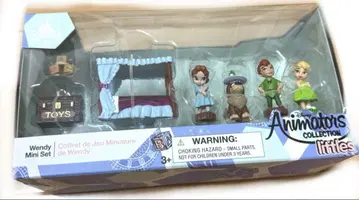 TOYS
Wendy
Mini Set
Coffret de Jeu Miniature
de Wendy
3+
WARNING:
CHOKING HAZARD - SMALL PARTS.
NOT FOR CHILDREN UNDER 3 YEARS.
Disney
Animators'
COLLECTION
littles